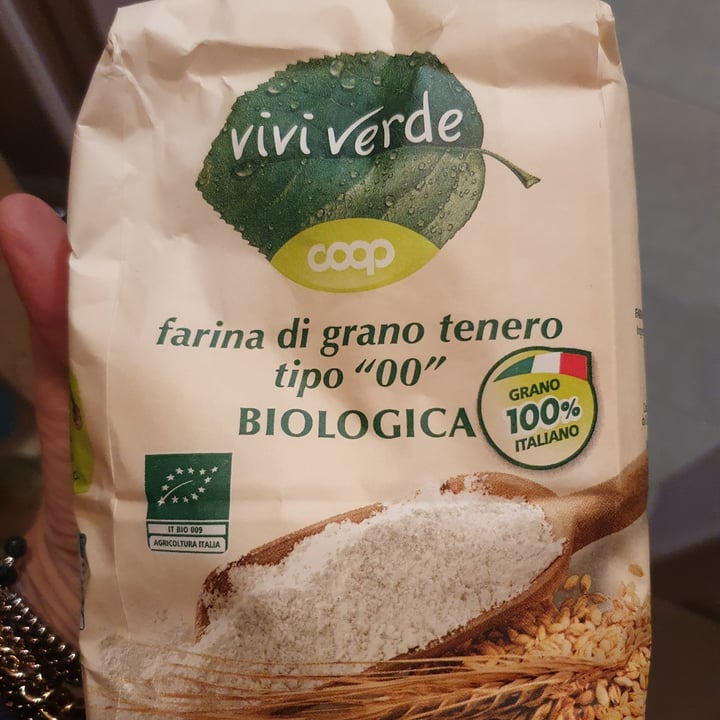 vivi verde
coop
farina di grano tenero
tipo “00”
BIOLOGICA
GRANO
100%
ITALIANO
IT BIO 009
AGRICOLTURA ITALIA